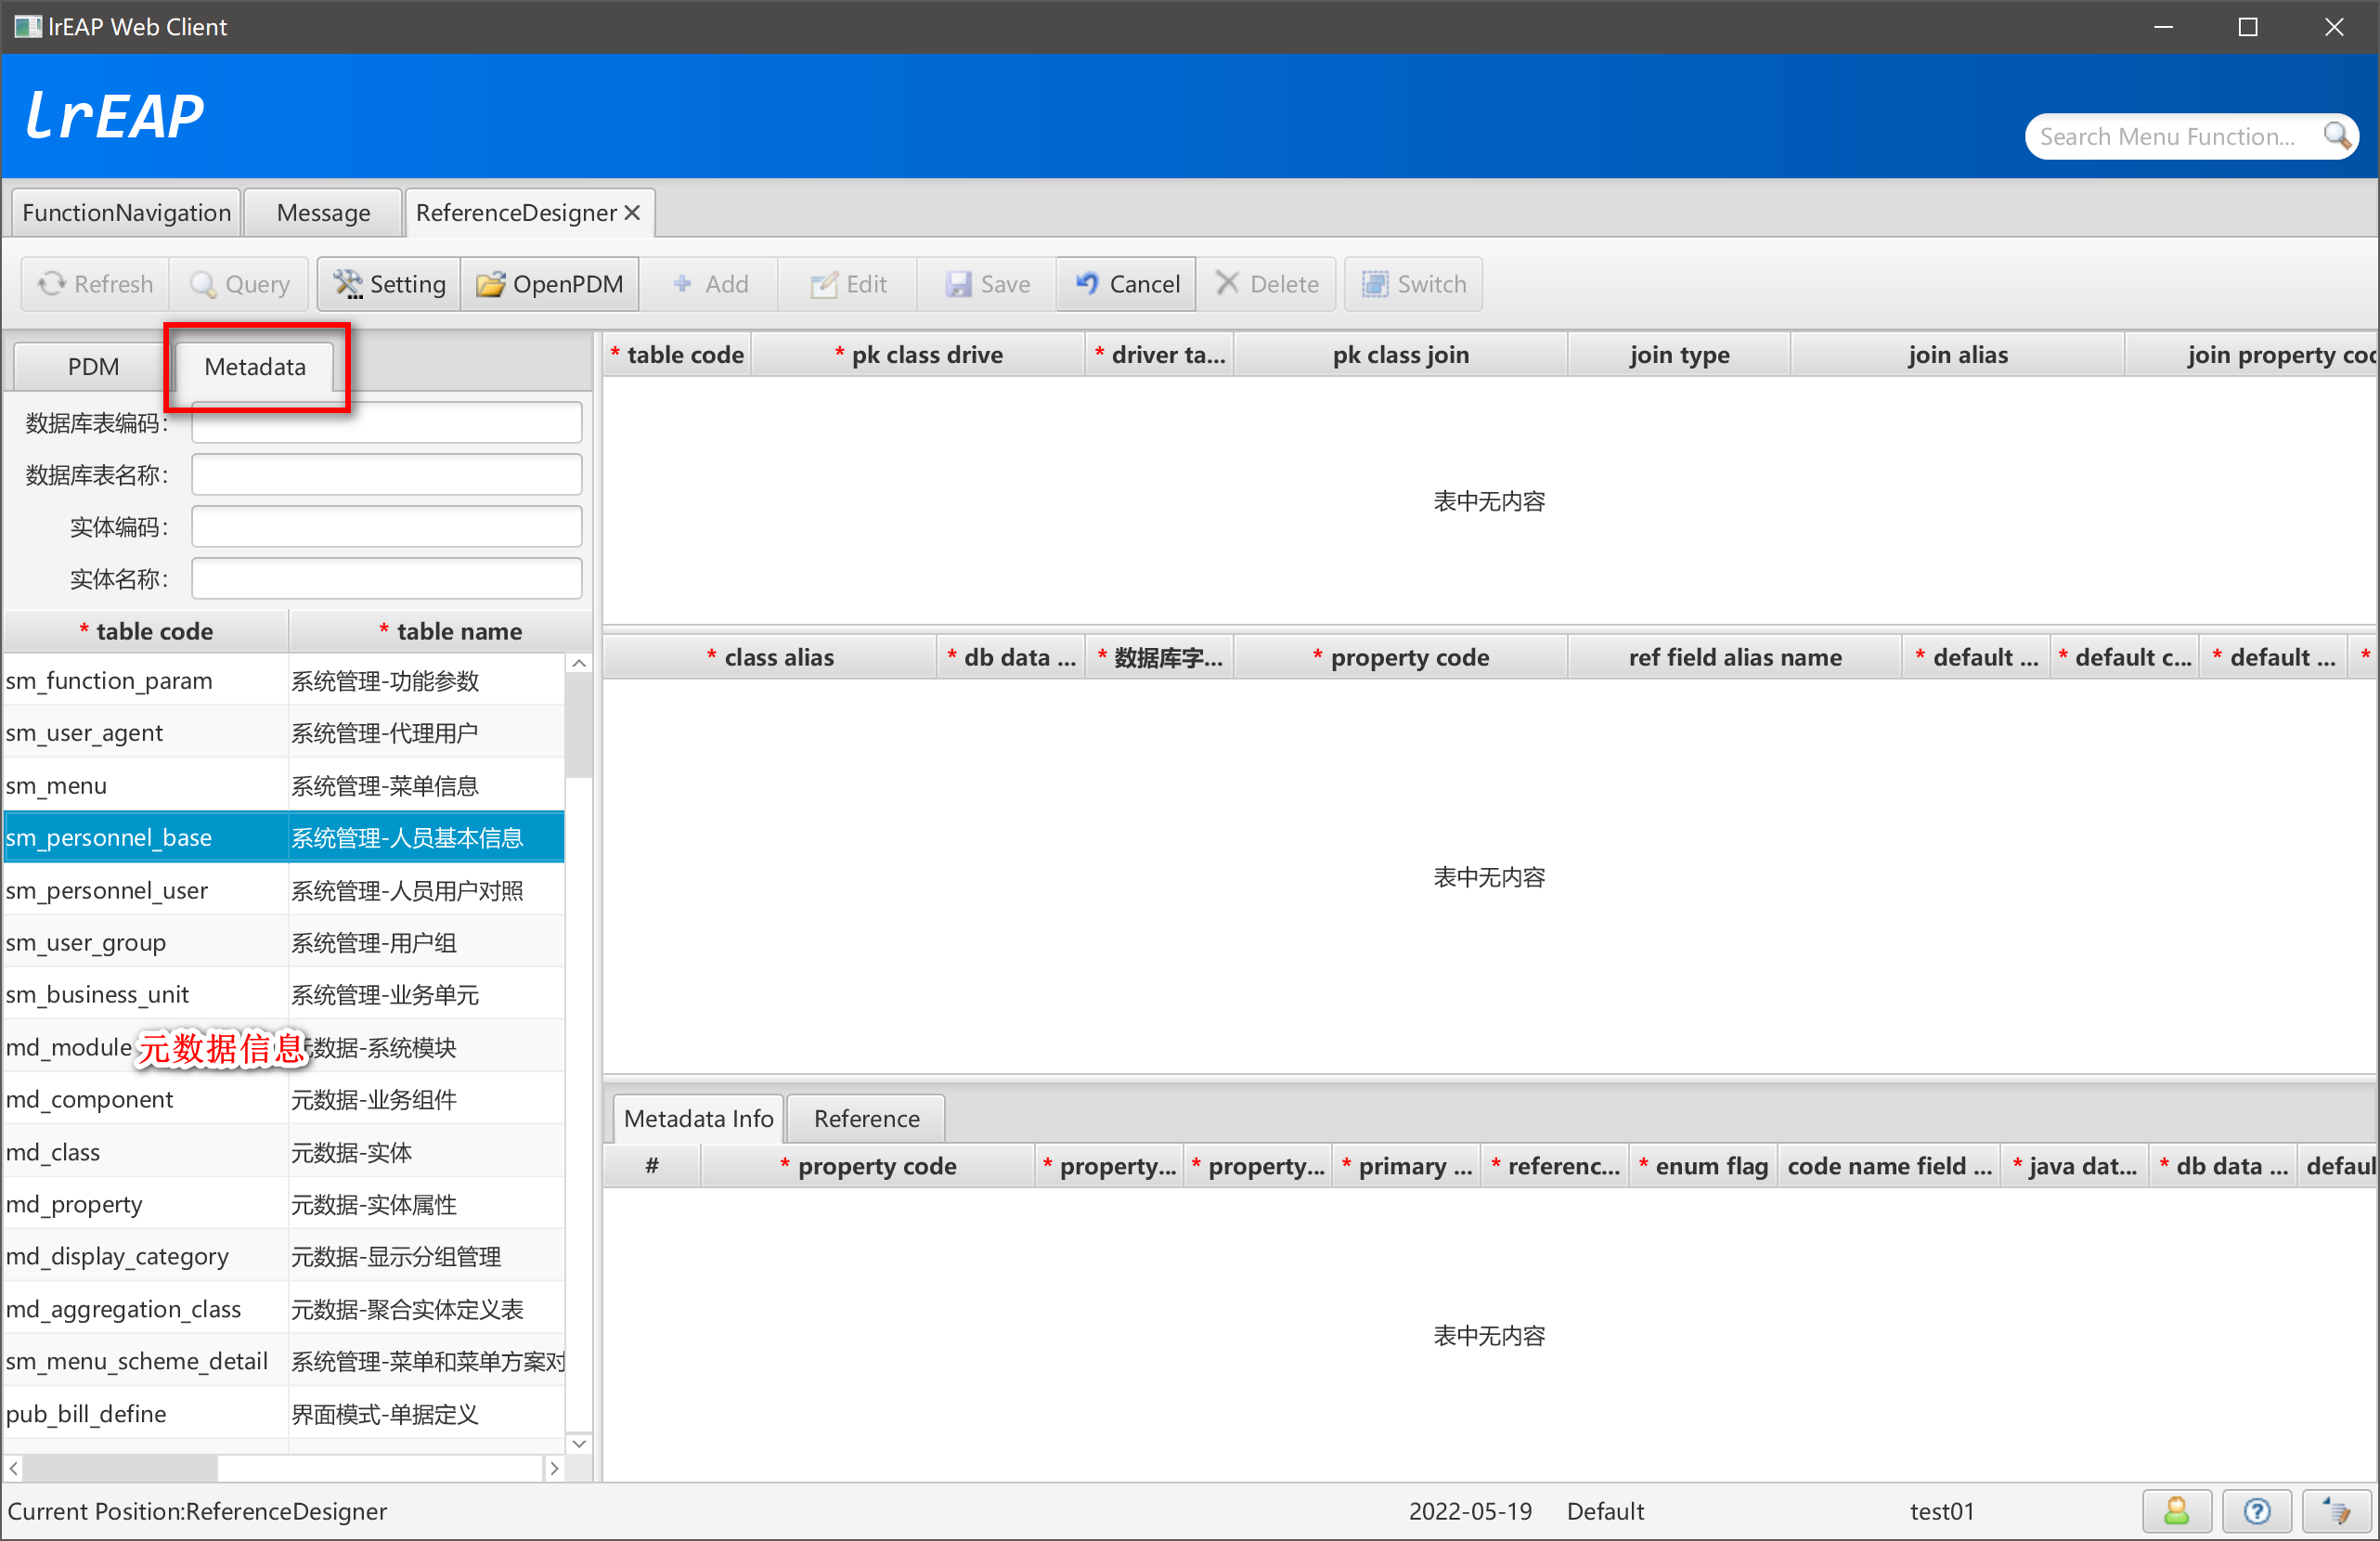 lrEAP Web Client
lrEAP
Search Menu Function...
FunctionNavigation Message ReferenceDesigner
Refresh Query Setting OpenPDM Add Edit Save Cancel Delete Switch
PDM Metadata
数据库表编码:
数据库表名称:
实体编码:
实体名称:
* table code * table name
sm_function_param 系统管理-功能参数
sm_user_agent 系统管理-代理用户
sm_menu 系统管理-菜单信息
sm_personnel_base 系统管理-人员基本信息
sm_personnel_user 系统管理-人员用户对照
sm_user_group 系统管理-用户组
sm_business_unit 系统管理-业务单元
md_module 元数据信息 元数据-系统模块
md_component 元数据-业务组件
md_class 元数据-实体
md_property 元数据-实体属性
md_display_category 元数据-显示分组管理
md_aggregation_class 元数据-聚合实体定义表
sm_menu_scheme_detail 系统管理-菜单和菜单方案对
pub_bill_define 界面模式-单据定义
* table code * pk class drive * driver ta... pk class join join type join alias join property coc
表中无内容
* class alias * db data ... * 数据库字... * property code ref field alias name * default ... * default c... * default ... *
表中无内容
Metadata Info Reference
# * property code * property... * property... * primary ... * referenc... * enum flag code name field ... * java dat... * db data ... defaul
表中无内容
Current Position:ReferenceDesigner 2022-05-19 Default test01